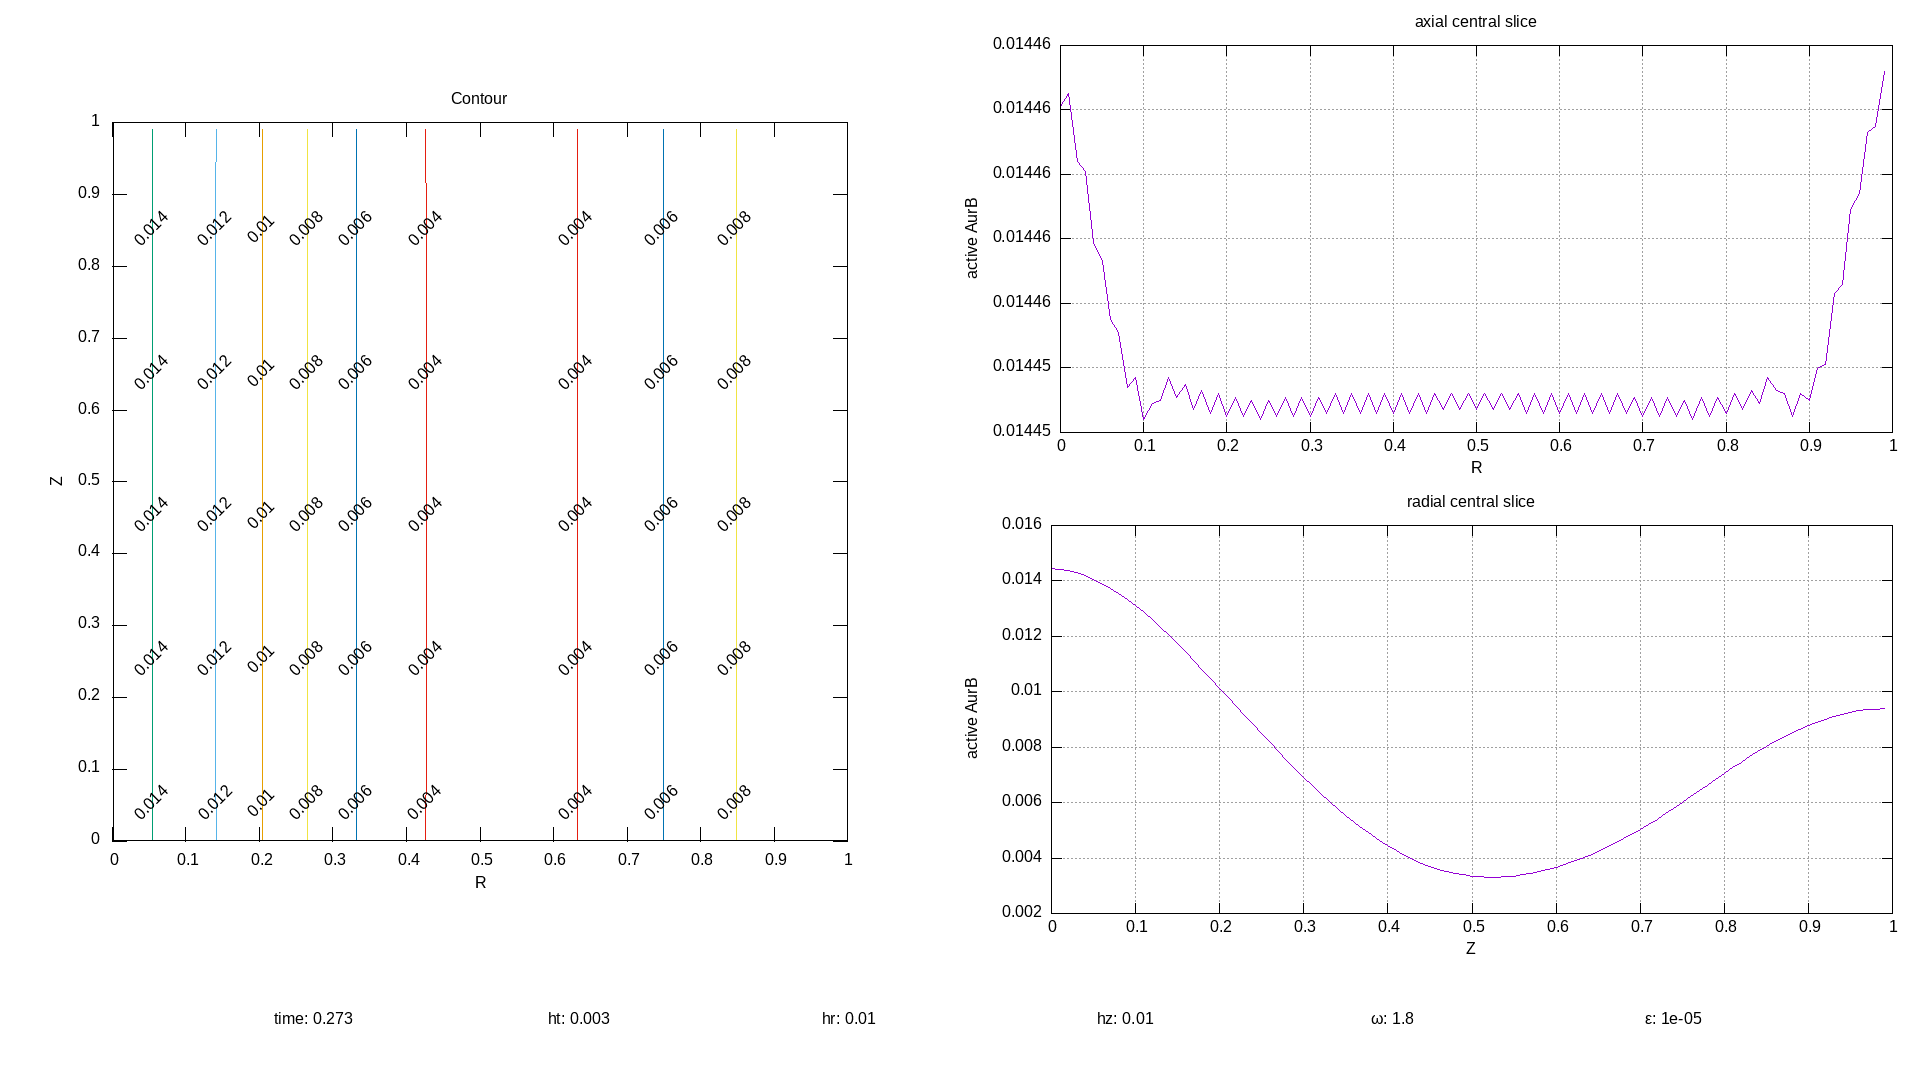 Contour
1
0.9
0.8
0.7
0.6
0.5
0.4
0.3
0.2
0.1
0
Z
0.014 0.012 0.01 0.008 0.006 0.004 0.004 0.006 0.008
0.014 0.012 0.01 0.008 0.006 0.004 0.004 0.006 0.008
0.014 0.012 0.01 0.008 0.006 0.004 0.004 0.006 0.008
0.014 0.012 0.01 0.008 0.006 0.004 0.004 0.006 0.008
0.014 0.012 0.01 0.008 0.006 0.004 0.004 0.006 0.008
0 0.1 0.2 0.3 0.4 0.5 0.6 0.7 0.8 0.9 1
R
axial central slice
0.01446
0.01446
0.01446
0.01446
0.01446
0.01445
0.01445
active AurB
0 0.1 0.2 0.3 0.4 0.5 0.6 0.7 0.8 0.9 1
R
radial central slice
0.016
0.014
0.012
0.01
0.008
0.006
0.004
0.002
active AurB
0 0.1 0.2 0.3 0.4 0.5 0.6 0.7 0.8 0.9 1
Z
time: 0.273 ht: 0.003 hr: 0.01 hz: 0.01 ω: 1.8 ε: 1e-05